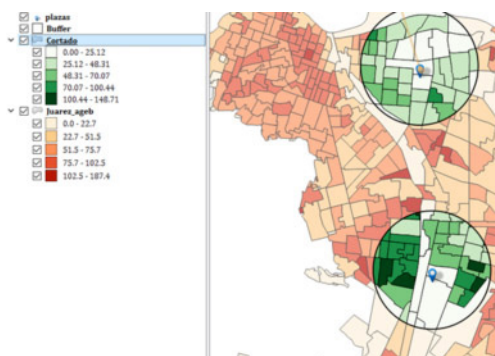 plazas
Buffer
Cortado
0.00 - 25.12
25.12 - 48.31
48.31 - 70.07
70.07 - 100.44
100.44 - 148.71
Juarez_ageb
0.0 - 22.7
22.7 - 51.5
51.5 - 75.7
75.7 - 102.5
102.5 - 187.4